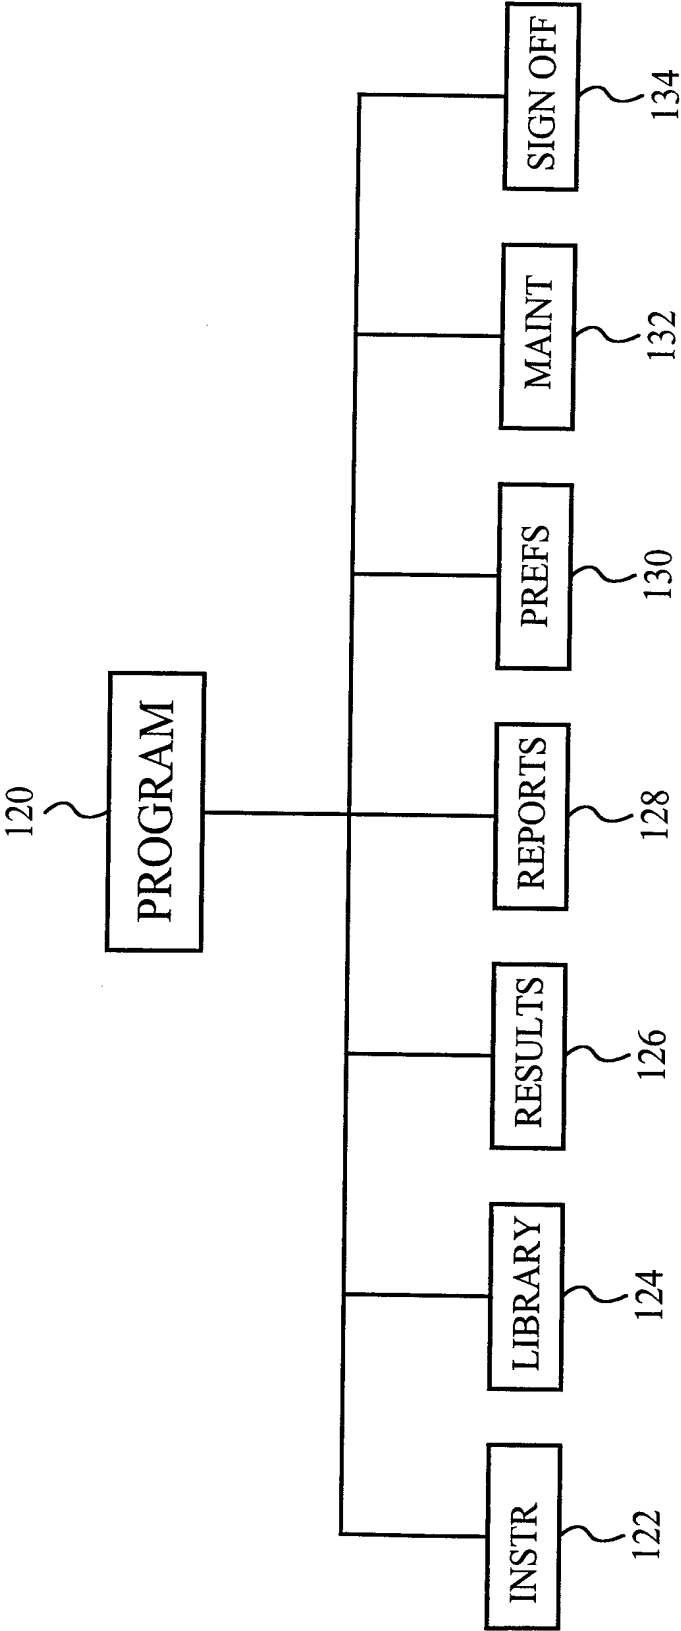 120
PROGRAM
INSTR
LIBRARY
RESULTS
REPORTS
PREFS
MAINT
SIGN OFF
122
124
126
128
130
132
134